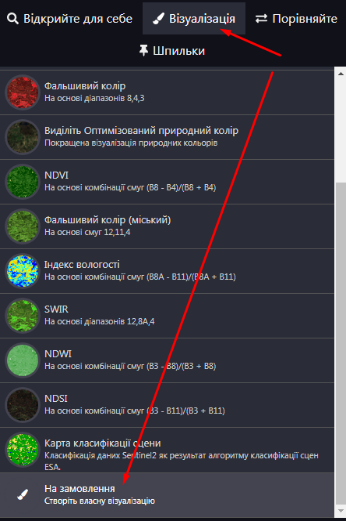 Відкрийте для себе
Візуалізація
Порівняйте
Шпильки
Фальшивий колір
На основі діапазонів 8,4,3
Виділіть Оптимізований природний колір
Покращена візуалізація природних кольорів
NDVI
На основі комбінації смуг (B8 - B4)/(B8 + B4)
Фальшивий колір (міський)
На основі смуг 12,11,4
Індекс вологості
На основі комбінації смуг (B8A - B11)/(B8A + B11)
SWIR
На основі діапазонів 12,8A,4
NDWI
На основі комбінації смуг (B3 - B8)/(B3 + B8)
NDSI
На основі комбінації смуг (B3 - B11)/(B3 + B11)
Карта класифікації сцени
Класифікація даних Sentinel2 як результат алгоритму класифікації сцен
ESA.
На замовлення
Створіть власну візуалізацію